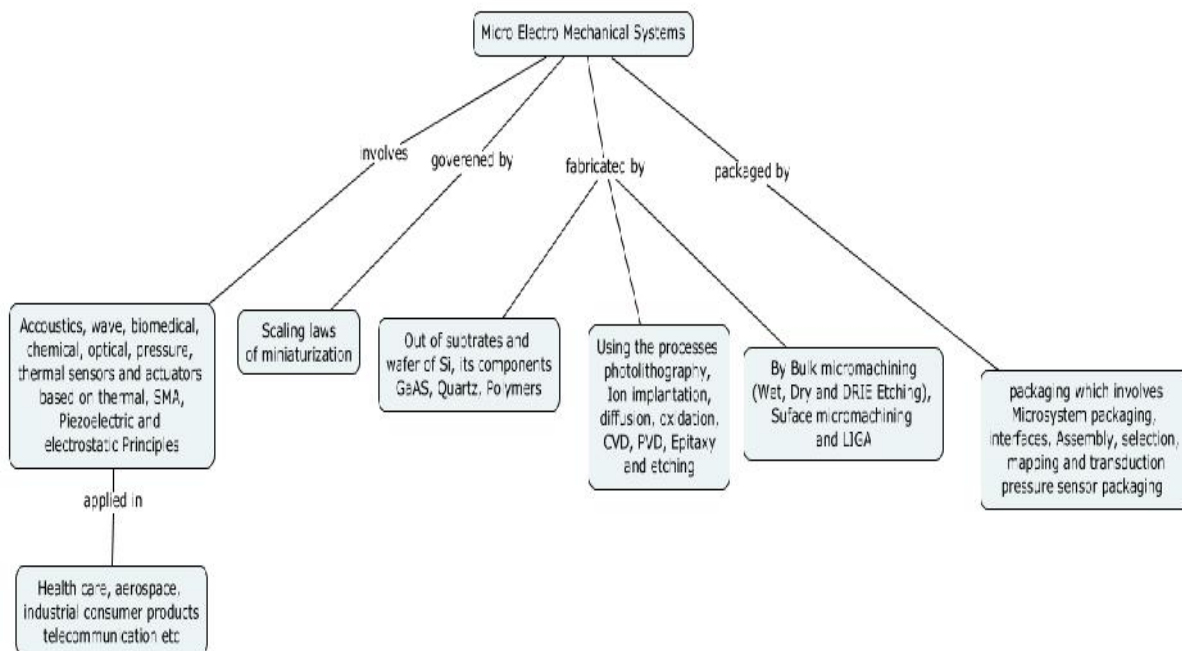 Micro Electro Mechanical Systems
involves
goverened by
fabricated by
packaged by
Accoustics, wave, biomedical,
chemical, optical, pressure,
thermal sensors and actuators
based on thermal, SMA,
Piezoelectric and
electrostatic Principles
Scaling laws
of miniaturization
Out of subtrates and
wafer of Si, its components
GaAS, Quartz, Polymers
Using the processes
photolithography,
Ion implantation,
diffusion, oxidation,
CVD, PVD, Epitaxy
and etching
By Bulk micromachining
(Wet, Dry and DRIE Etching),
Suface micromachining
and LIGA
packaging which involves
Microsystem packaging,
interfaces, Assembly, selection,
mapping and transduction
pressure sensor packaging
applied in
Health care, aerospace,
industrial consumer products
telecommunication etc